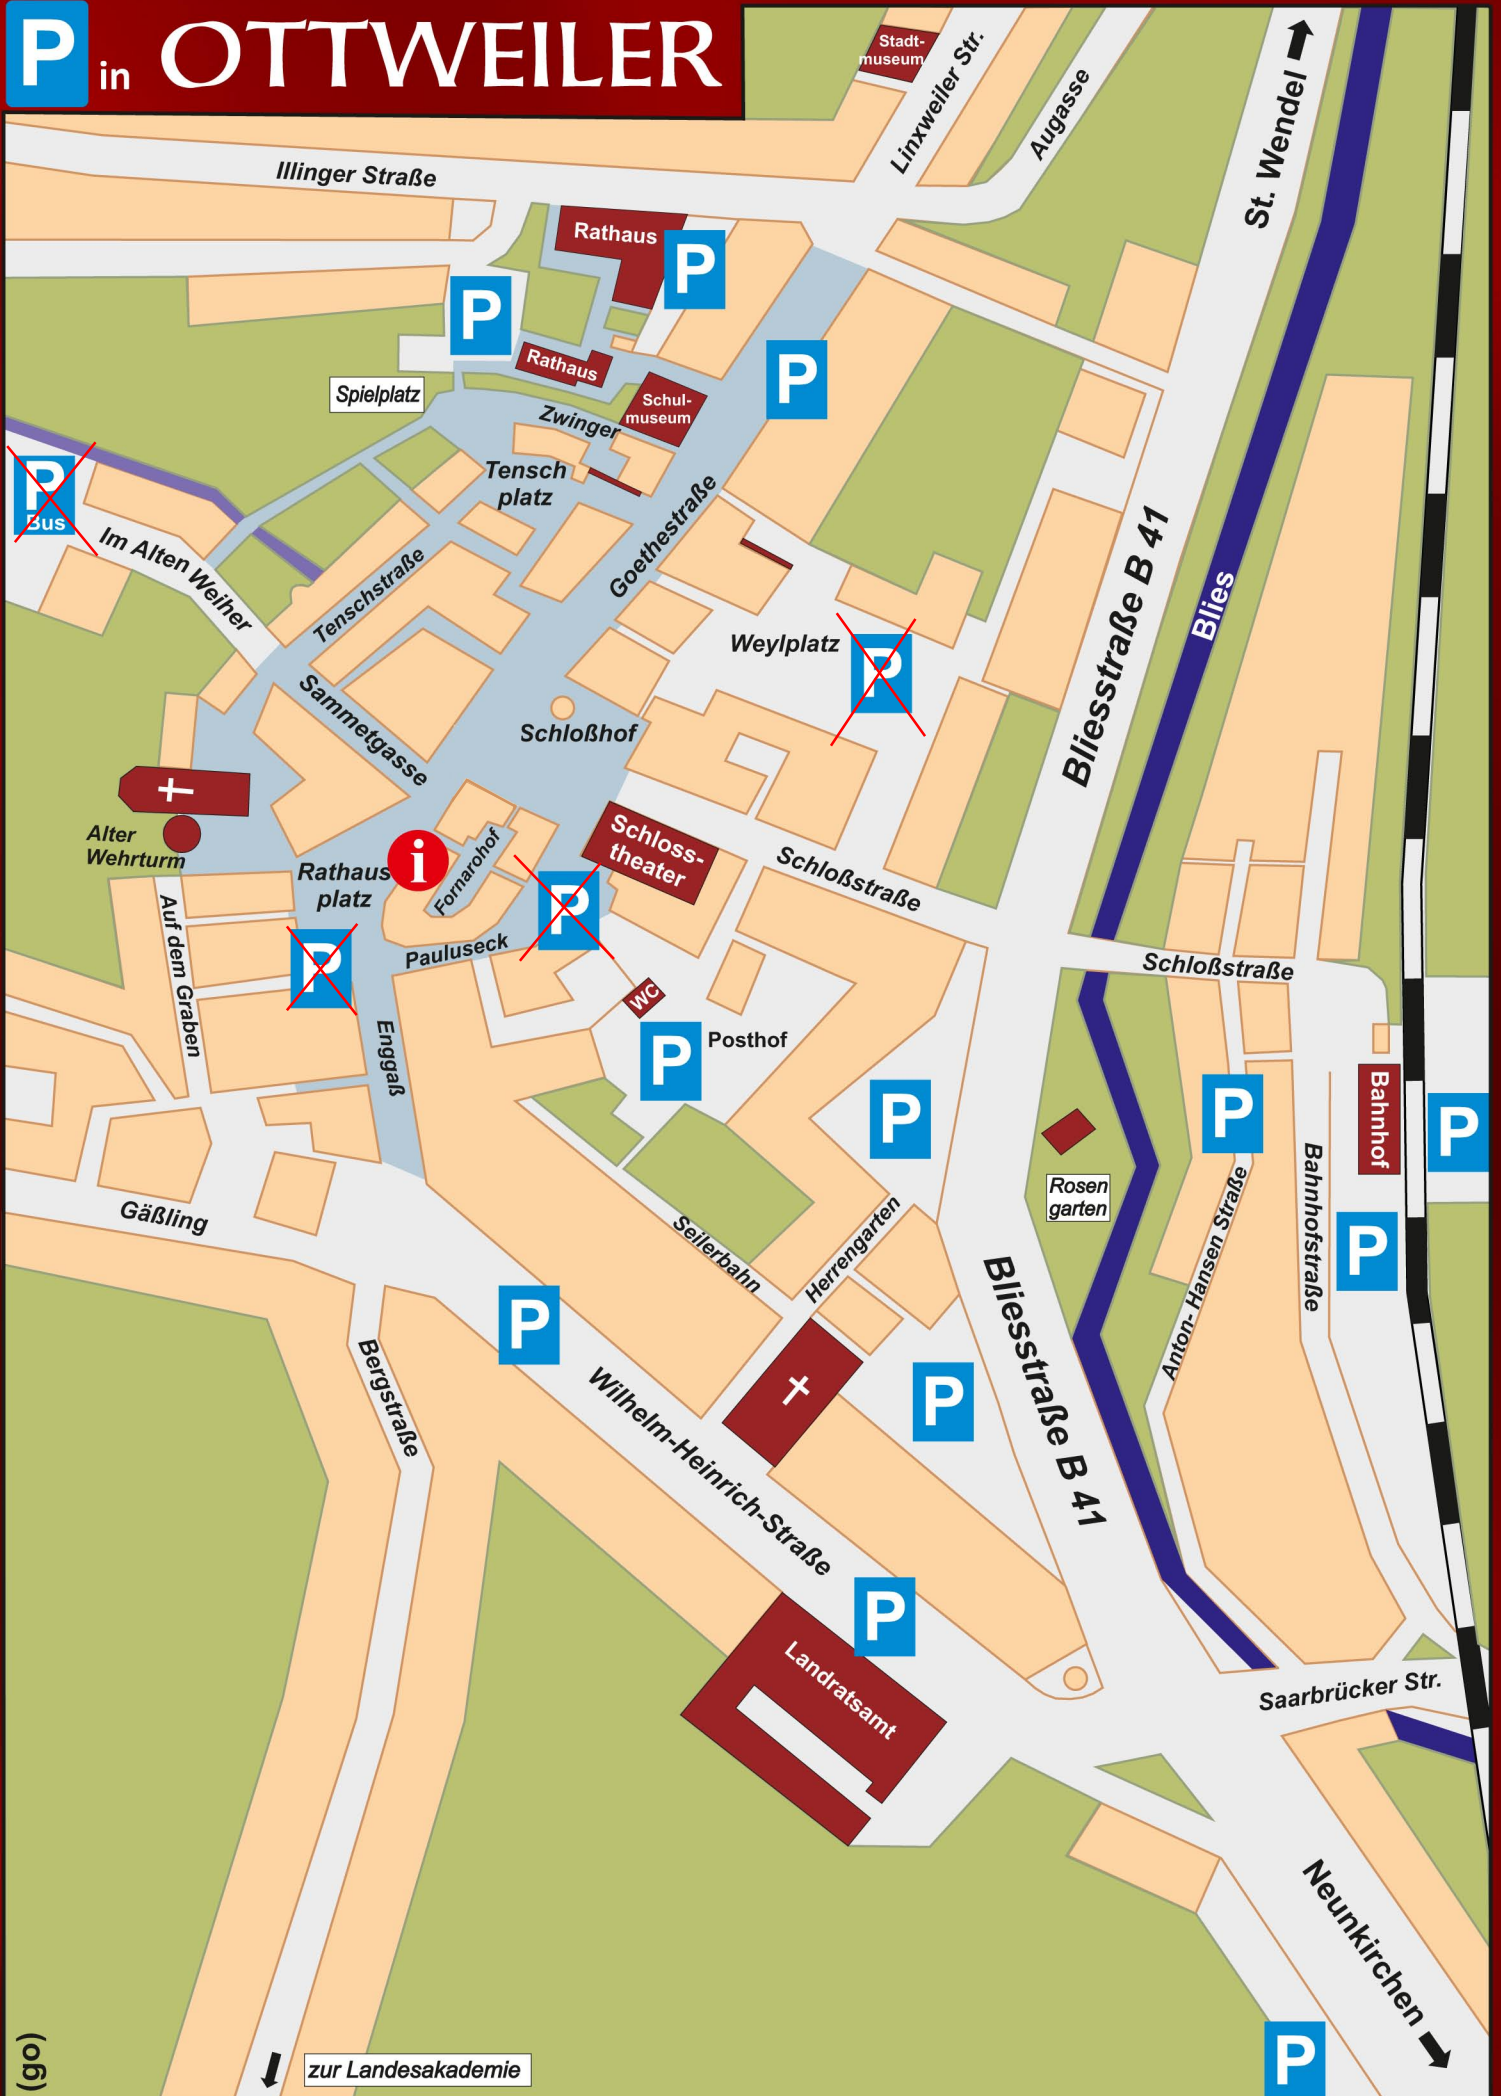 P in OTTWEILER
Stadt-
museum
Linxweiler Str.
Augasse
St. Wendel
Illinger Straße
Rathaus
P
P
Rathaus
P
Spielplatz
Schul-
museum
Zwinger
Tensch
platz
P
Bus
Im Alten Weiher
Goethestraße
Tenschstraße
Bliesstraße B 41
Blies
Weylplatz
P
Sammetgasse
Schloßhof
Alter
Wehrturm
Rathaus
platz
i
Fornarohof
Schloss-
theater
Schloßstraße
P
Pauluseck
P
Auf dem Graben
Enggaß
WC
Posthof
P
Schloßstraße
P
P
Bahnhof
P
Rosen
garten
Gäßling
Seilerbahn
Herrengarten
Anton- Hansen Straße
Bahnhofstraße
P
P
Bergstraße
Wilhelm-Heinrich-Straße
P
Bliesstraße B 41
P
Landratsamt
Saarbrücker Str.
Neunkirchen
P
zur Landesakademie
(og)